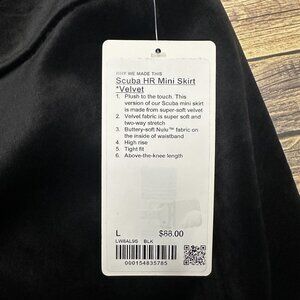 WHY WE MADE THIS
Scuba HR Mini Skirt
*Velvet
1. Plush to the touch. This
version of our Scuba mini skirt
is made from super-soft velvet
2. Velvet fabric is super soft and
two-way stretch
3. Buttery-soft Nulu™ fabric on
the inside of waistband
4. High rise
5. Tight fit
6. Above-the-knee length
L $88.00
LW8AL9S BLK
000154835785